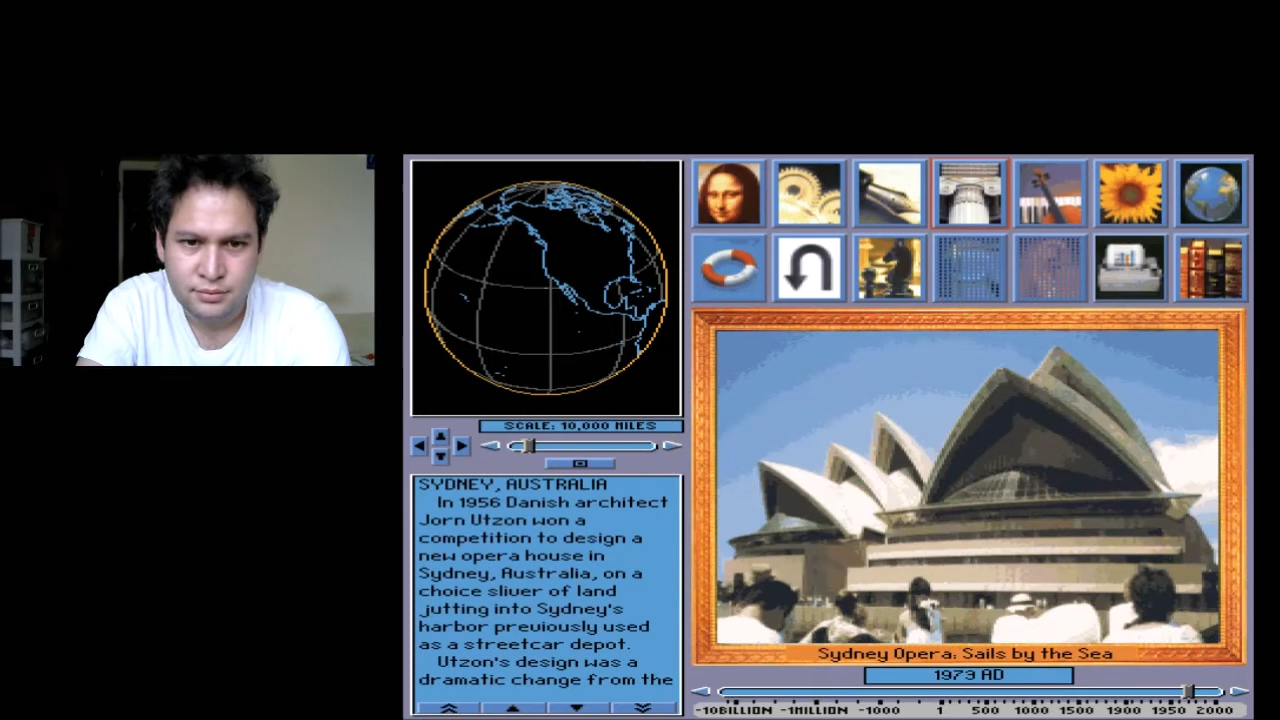 SCALE: 10,000 MILES
SYDNEY, AUSTRALIA
In 1956 Danish architect
Jorn Utzon won a
competition to design a
new opera house in
Sydney, Australia, on a
choice sliver of land
jutting into Sydney's
harbor previously used
as a streetcar depot.
Utzon's design was a
dramatic change from the
Sydney Opera: Sails by the Sea
1973 AD
-10BILLION -1MILLION -1000 1 500 1000 1500 1900 1950 2000